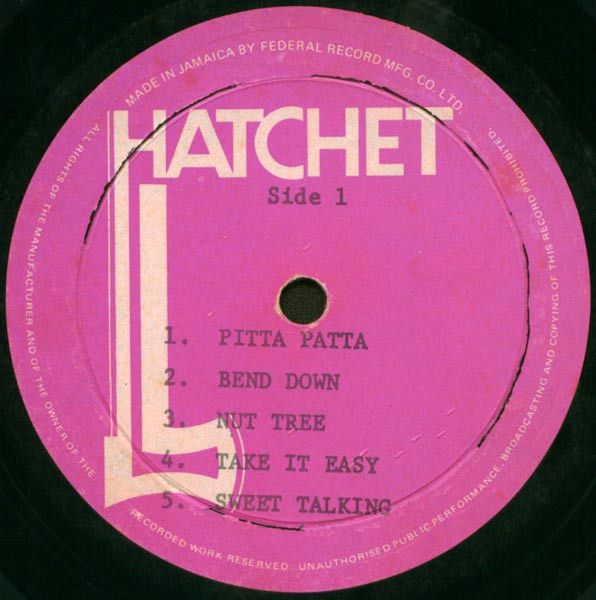 MADE IN JAMAICA BY FEDERAL RECORD MFG. CO. LTD.
HATCHET
Side 1
1. PITTA PATTA
2. BEND DOWN
3. NUT TREE
4. TAKE IT EASY
5. SWEET TALKING
ALL RIGHTS OF THE MANUFACTURER AND OF THE OWNER OF THE RECORDED WORK RESERVED. UNAUTHORISED PUBLIC PERFORMANCE, BROADCASTING AND COPYING OF THIS RECORD PROHIBITED.